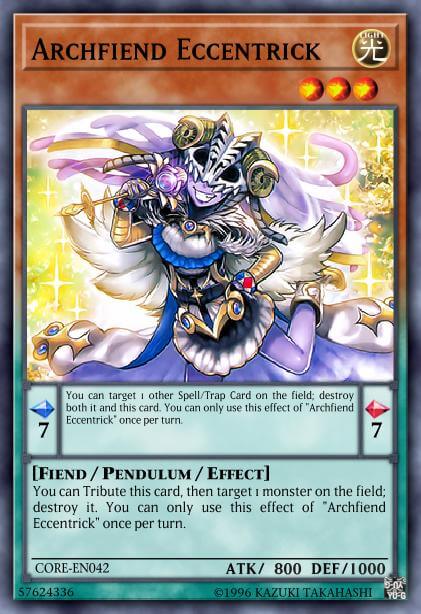 ARCHFIEND ECCENTRICK
LIGHT
光
You can target 1 other Spell/Trap Card on the field; destroy
both it and this card. You can only use this effect of "Archfiend
Eccentrick" once per turn.
7
7
[FIEND / PENDULUM / EFFECT]
You can Tribute this card, then target 1 monster on the field;
destroy it. You can only use this effect of "Archfiend
Eccentrick" once per turn.
CORE-EN042
ATK/ 800 DEF/1000
57624336
©1996 KAZUKI TAKAHASHI